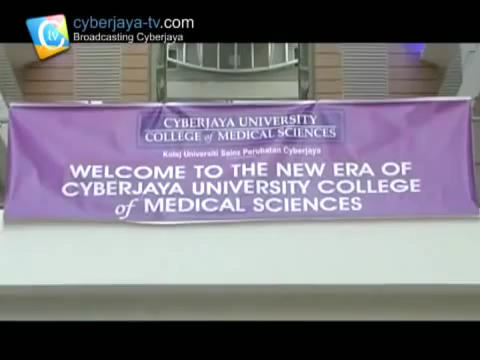 tv
cyberjaya-tv.com
Broadcasting Cyberjaya
CYBERJAYA UNIVERSITY
COLLEGE of MEDICAL SCIENCES
Kolej Universiti Sains Perubatan Cyberjaya
WELCOME TO THE NEW ERA OF
CYBERJAYA UNIVERSITY COLLEGE
of MEDICAL SCIENCES